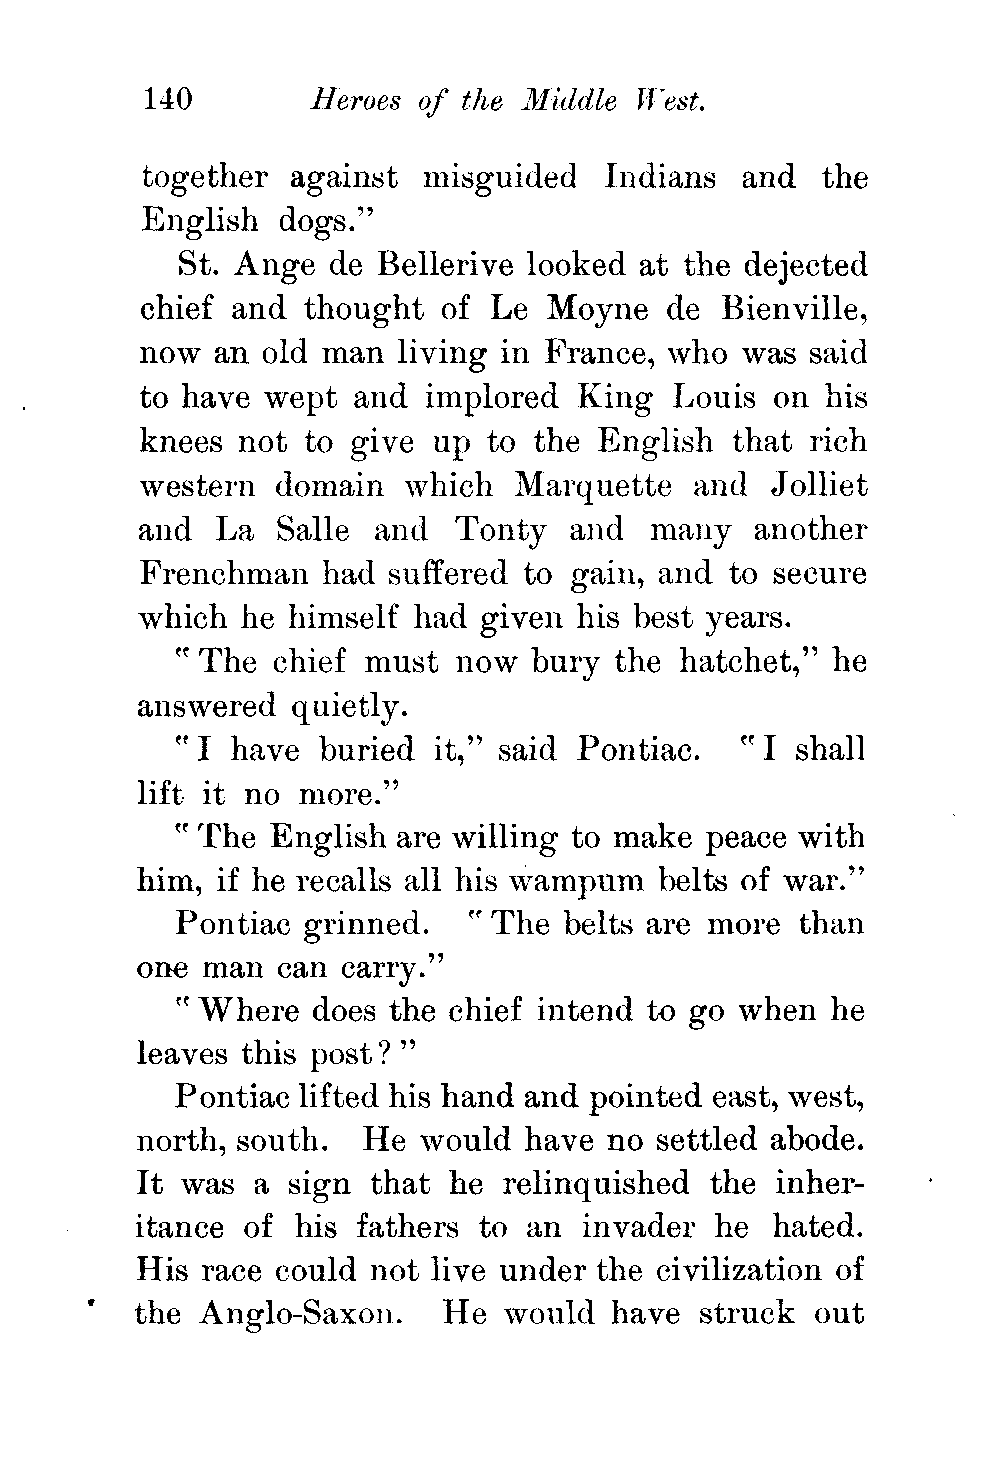 140 Heroes of the Middle West.
together against misguided Indians and the
English dogs."
St. Ange de Bellerive looked at the dejected
chief and thought of Le Moyne de Bienville,
now an old man living in France, who was said
to have wept and implored King Louis on his
knees not to give up to the English that rich
western domain which Marquette and Jolliet
and La Salle and Tonty and many another
Frenchman had suffered to gain, and to secure
which he himself had given his best years.
"The chief must now bury the hatchet," he
answered quietly.
"I have buried it," said Pontiac. "I shall
lift it no more."
"The English are willing to make peace with
him, if he recalls all his wampum belts of war."
Pontiac grinned. "The belts are more than
one man can carry."
"Where does the chief intend to go when he
leaves this post?"
Pontiac lifted his hand and pointed east, west,
north, south. He would have no settled abode.
It was a sign that he relinquished the inher-
itance of his fathers to an invader he hated.
His race could not live under the civilization of
the Anglo-Saxon. He would have struck out